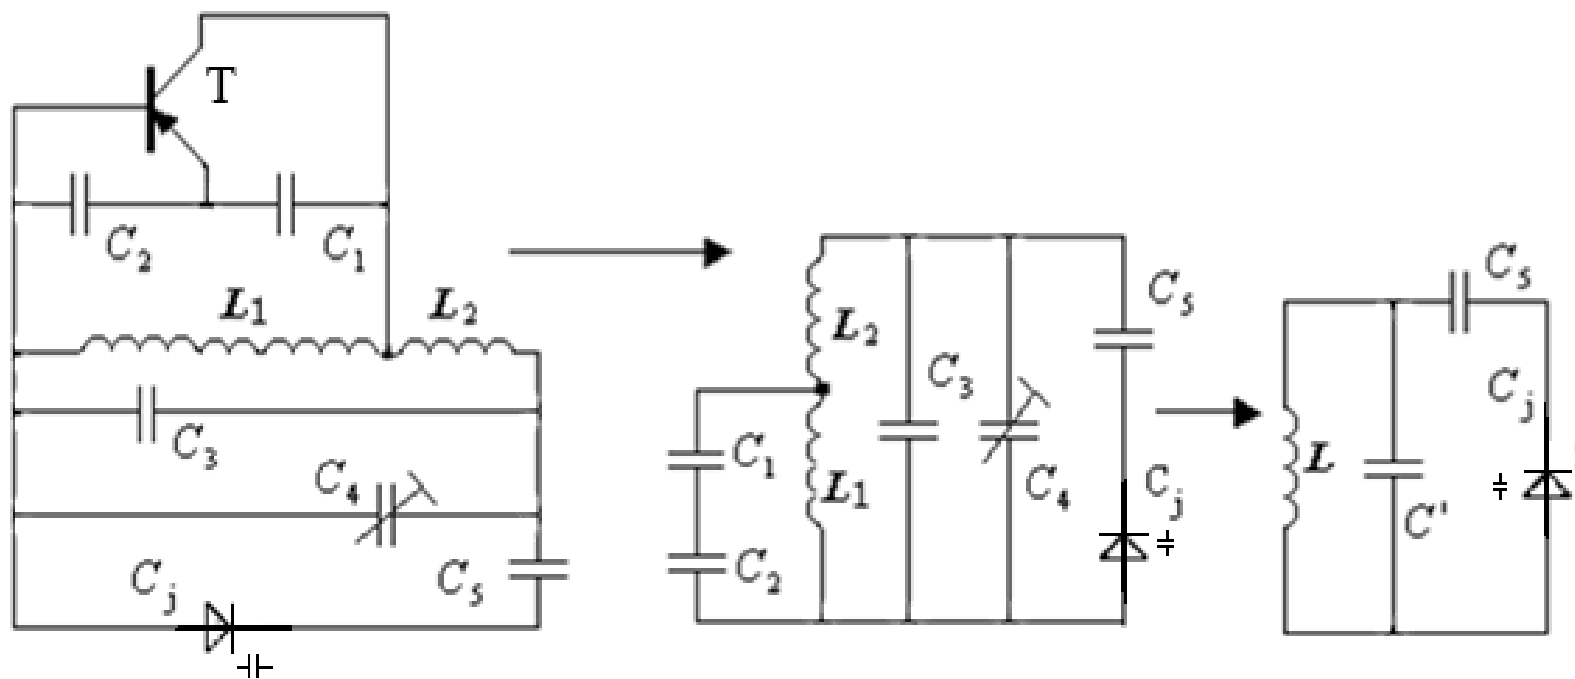 T
C₂ C₁
L₁ L₂
C₃
C₄
Cⱼ C₅
L₂ C₃ C₅
C₁ L₁ C₄ Cⱼ
C₂
C₅
Cⱼ
L C'